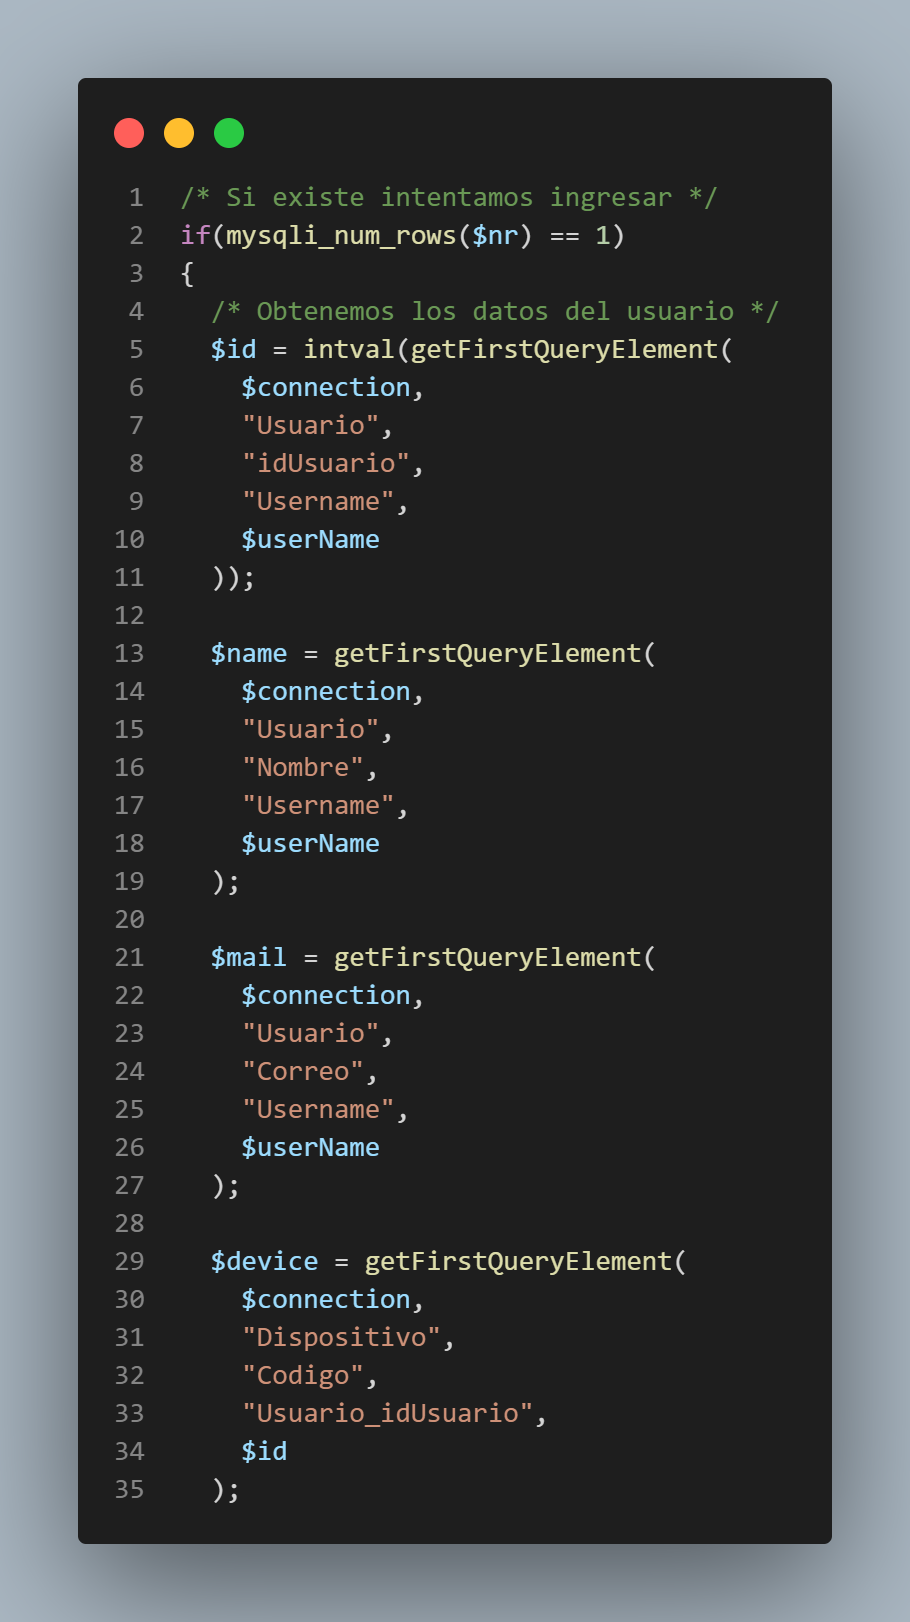 1 /* Si existe intentamos ingresar */
2 if(mysqli_num_rows($nr) == 1)
3 {
4   /* Obtenemos los datos del usuario */
5   $id = intval(getFirstQueryElement(
6     $connection,
7     "Usuario",
8     "idUsuario",
9     "Username",
10     $userName
11   ));
12
13   $name = getFirstQueryElement(
14     $connection,
15     "Usuario",
16     "Nombre",
17     "Username",
18     $userName
19   );
20
21   $mail = getFirstQueryElement(
22     $connection,
23     "Usuario",
24     "Correo",
25     "Username",
26     $userName
27   );
28
29   $device = getFirstQueryElement(
30     $connection,
31     "Dispositivo",
32     "Codigo",
33     "Usuario_idUsuario",
34     $id
35   );